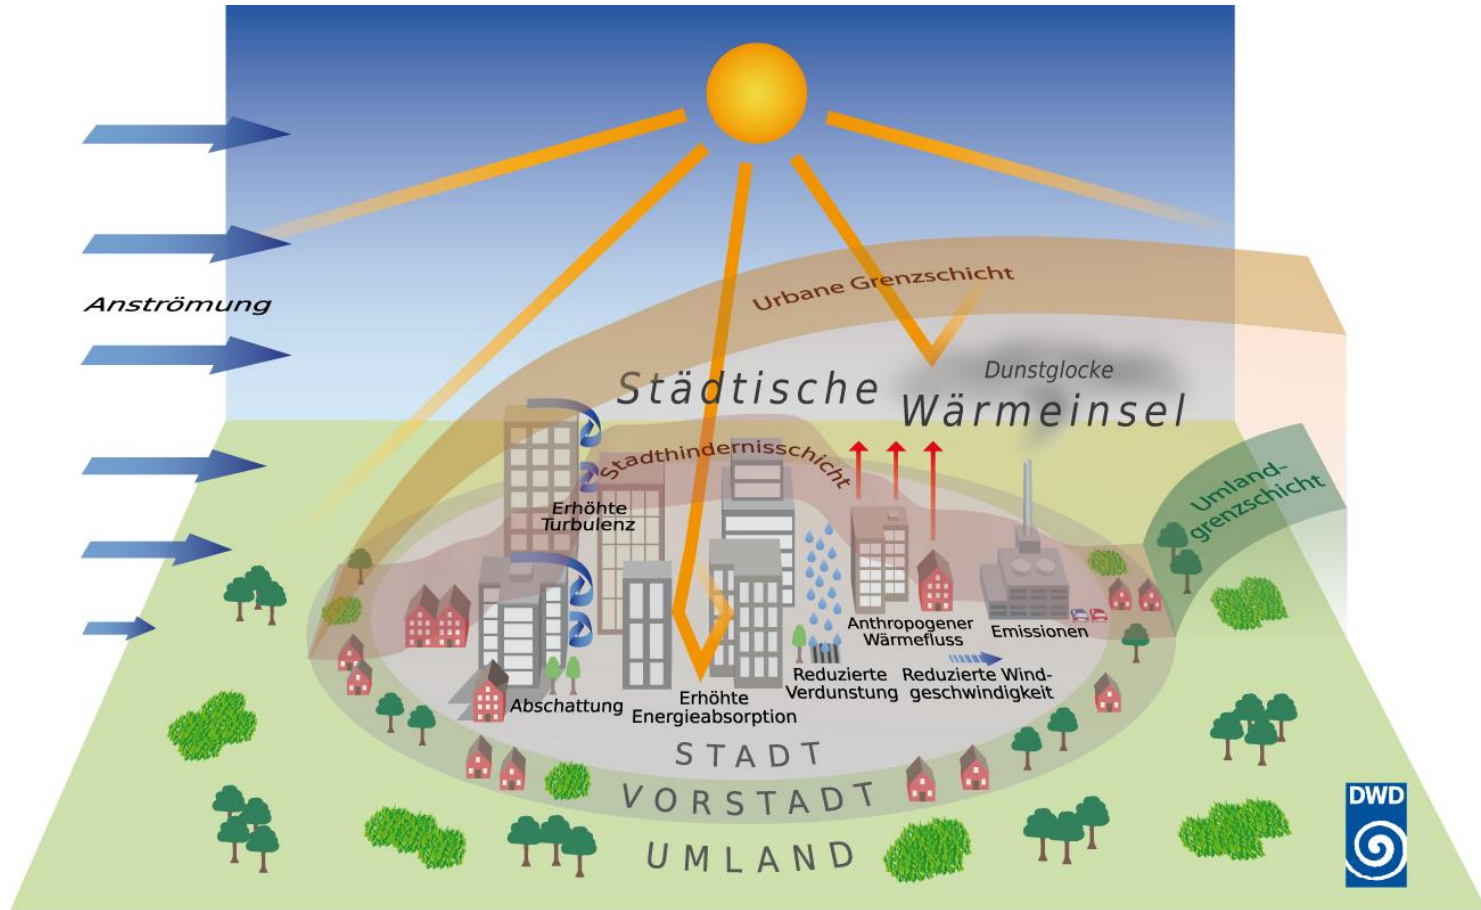 Anströmung
Urbane Grenzschicht
Dunstglocke
Städtische
Wärmeinsel
Stadthindernisschicht
Umland-
grenzschicht
Erhöhte
Turbulenz
Anthropogener
Wärmefluss
Emissionen
Abschattung
Erhöhte
Energieabsorption
Reduzierte
Verdunstung
Reduzierte Wind-
geschwindigkeit
STADT
VORSTADT
UMLAND
DWD